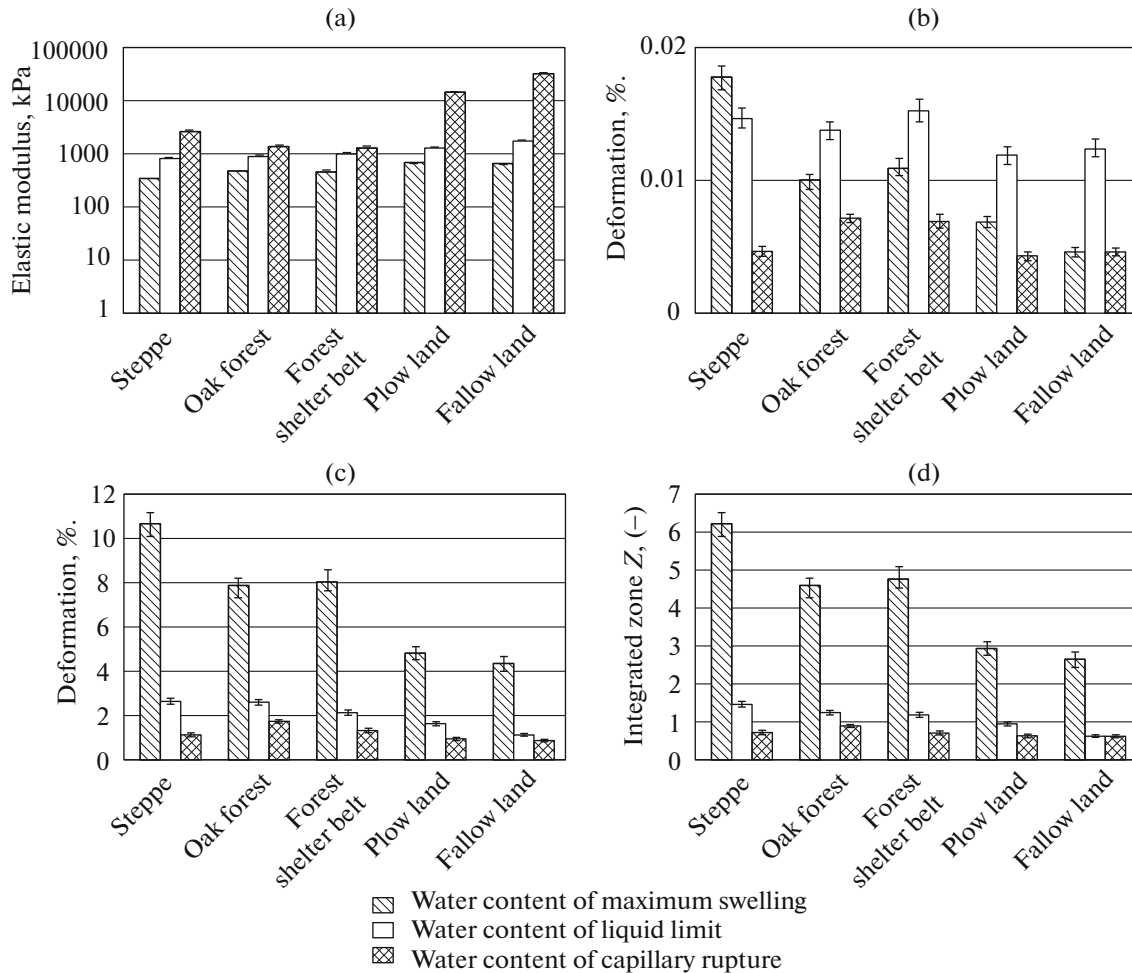 (a)
Elastic modulus, kPa
100000
10000
1000
100
10
1
Steppe
Oak forest
Forest
shelter belt
Plow land
Fallow land
(b)
Deformation, %.
0.02
0.01
0
Steppe
Oak forest
Forest
shelter belt
Plow land
Fallow land
(c)
Deformation, %.
12
10
8
6
4
2
0
Steppe
Oak forest
Forest
shelter belt
Plow land
Fallow land
(d)
Integrated zone Z, (–)
7
6
5
4
3
2
1
0
Steppe
Oak forest
Forest
shelter belt
Plow land
Fallow land
Water content of maximum swelling
Water content of liquid limit
Water content of capillary rupture